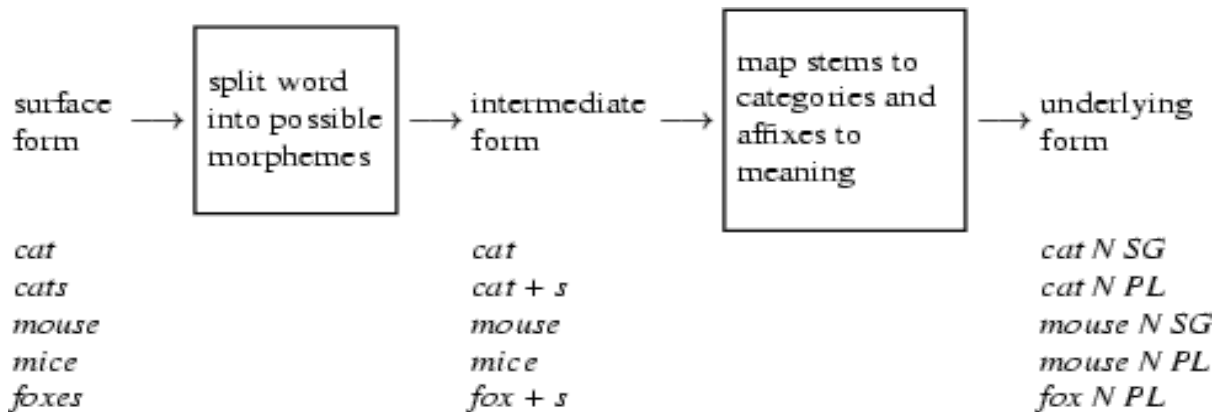 surface
form
split word
into possible
morphemes
intermediate
form
map stems to
categories and
affixes to
meaning
underlying
form
cat cat cat N SG
cats cat + s cat N PL
mouse mouse mouse N SG
mice mice mouse N PL
foxes fox + s fox N PL